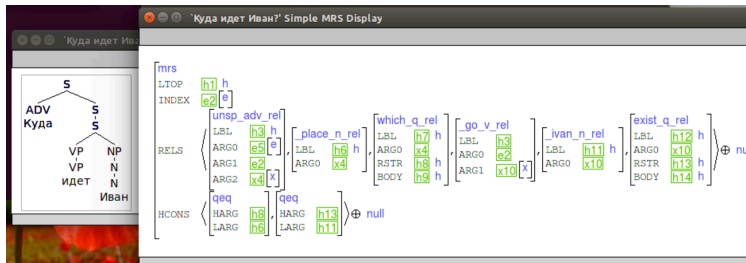 `Куда идет Иван?' Simple MRS Display
`Куда идет Ива
S
ADV S
Куда S
VP NP
VP N
идет N
Иван
mrs
LTOP h1 h
INDEX e2 e
RELS
unsp_adv_rel
LBL h3 h
ARG0 e5 e
ARG1 e2
ARG2 x4 x
_place_n_rel
LBL h6 h
ARG0 x4
which_q_rel
LBL h7 h
ARG0 x4
RSTR h8 h
BODY h9 h
_go_v_rel
LBL h3
ARG0 e2
ARG1 x10 x
_ivan_n_rel
LBL h11 h
ARG0 x10
exist_q_rel
LBL h12 h
ARG0 x10
RSTR h13 h
BODY h14 h
⊕ nu
HCONS
qeq
HARG h8
LARG h6
qeq
HARG h13
LARG h11
⊕ null